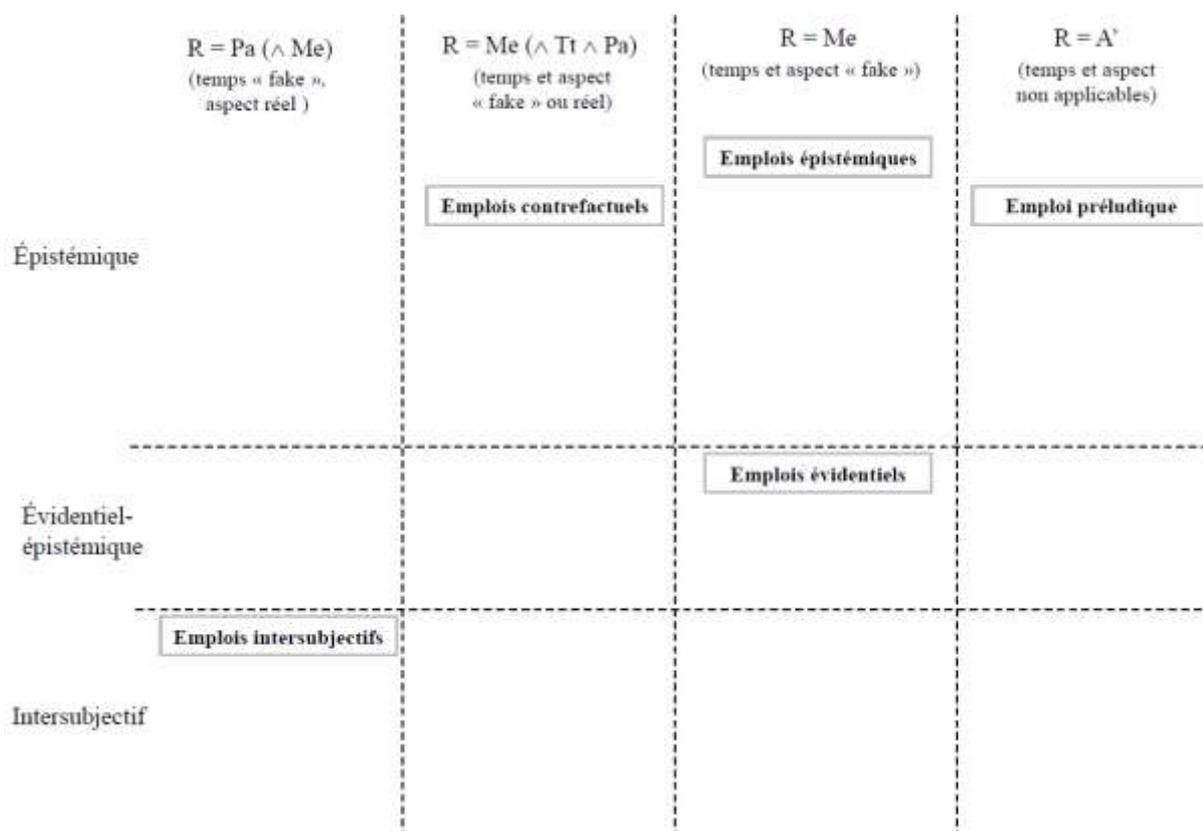 R = Pa (∧ Me)
(temps « fake »,
aspect réel )
R = Me (∧ Tt ∧ Pa)
(temps et aspect
« fake » ou réel)
R = Me
(temps et aspect « fake »)
R = A’
(temps et aspect
non applicables)
Emplois épistémiques
Emplois contrefactuels
Emploi préludique
Épistémique
Emplois évidentiels
Évidentiel-
épistémique
Emplois intersubjectifs
Intersubjectif